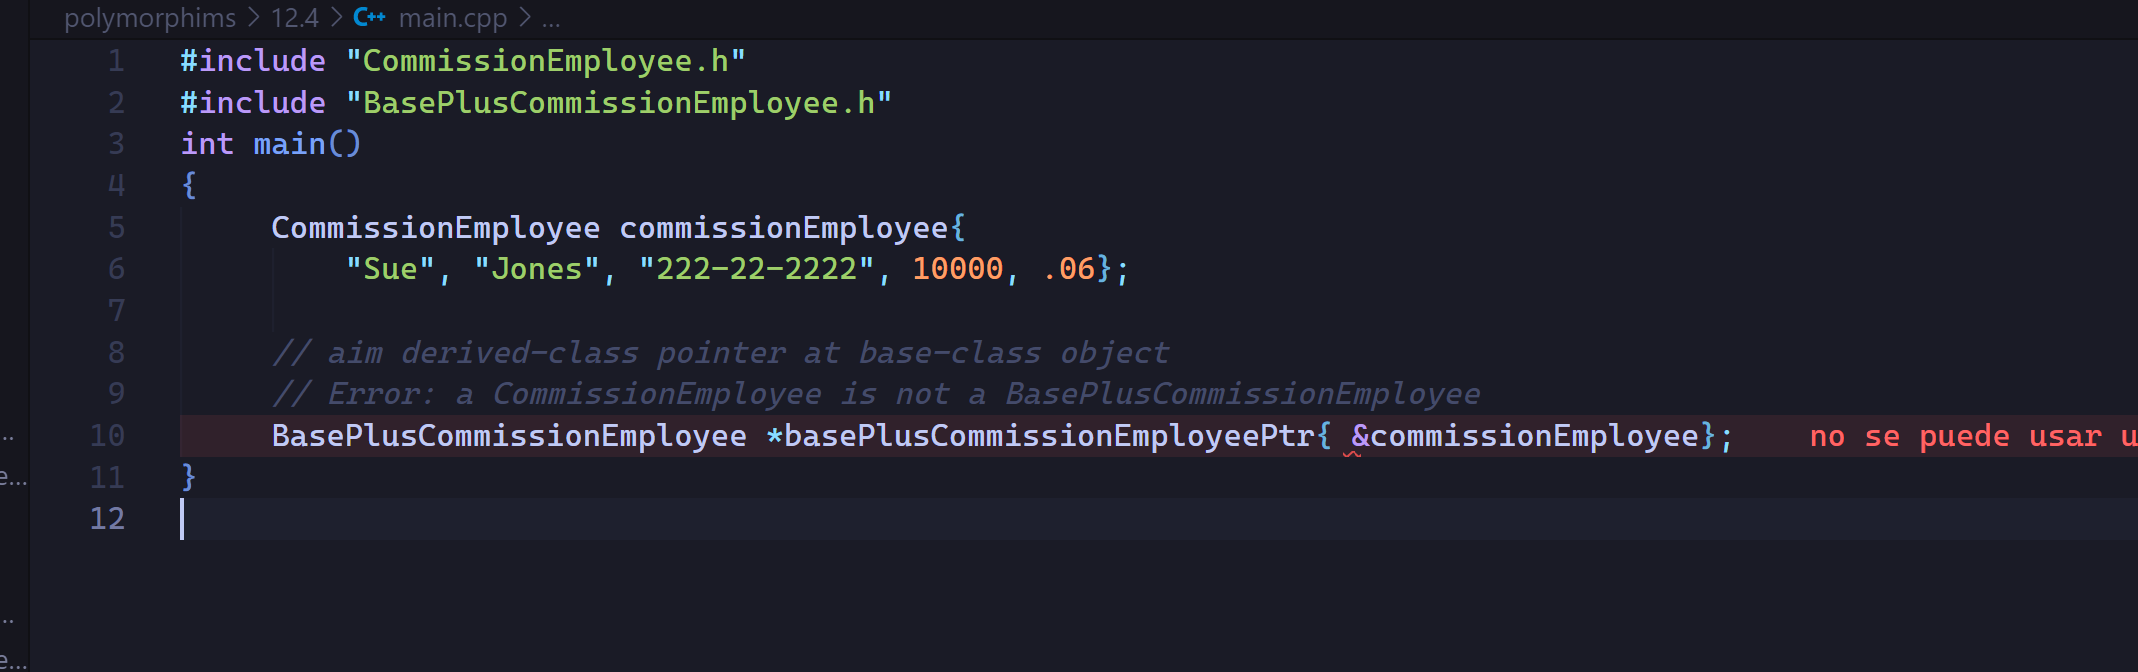 polymorphims > 12.4 > C++ main.cpp > ...
1 #include "CommissionEmployee.h"
2 #include "BasePlusCommissionEmployee.h"
3 int main()
4 {
5 CommissionEmployee commissionEmployee{
6 "Sue", "Jones", "222-22-2222", 10000, .06};
7
8 // aim derived-class pointer at base-class object
9 // Error: a CommissionEmployee is not a BasePlusCommissionEmployee
10 BasePlusCommissionEmployee *basePlusCommissionEmployeePtr{ &commissionEmployee}; no se puede usar u
11 }
12